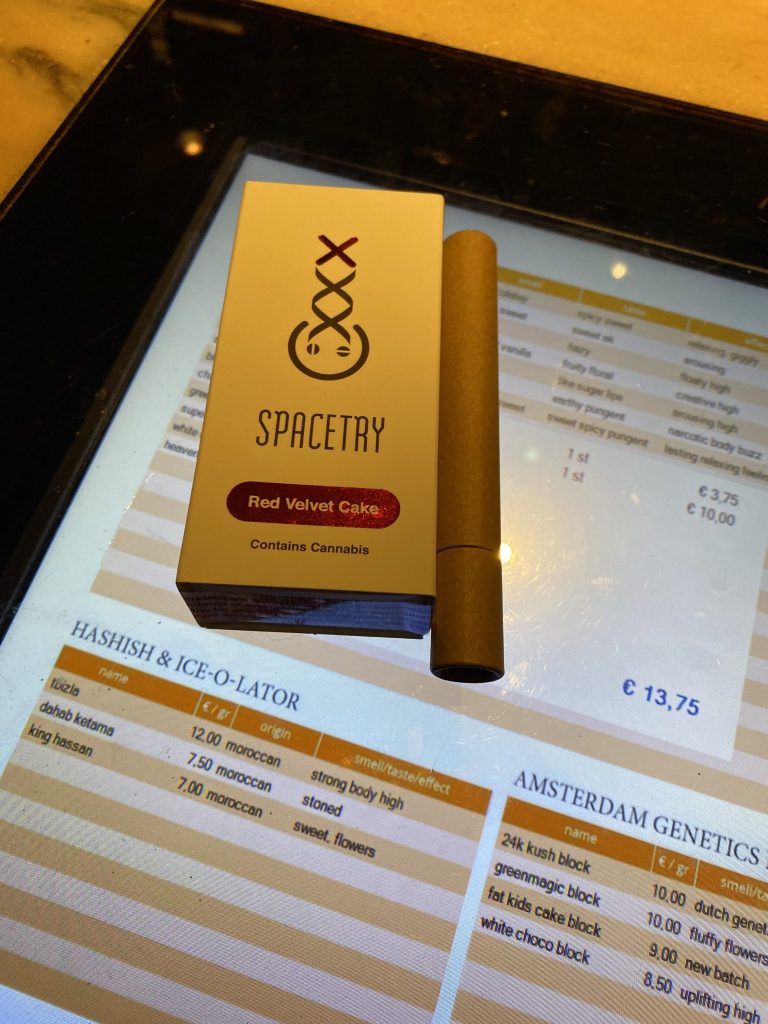 SPACETRY
Red Velvet Cake
Contains Cannabis
spicy sweet relaxing, giggly
sweet sweet ok arousing
hazy floaty high
vanilla fruity floral creative high
like sugar lips arousing high
earthy pungent narcotic body buzz
sweet sweet spicy pungent lasting relaxing
white
1 st € 3,75
1 st € 10,00
€ 13,75
HASHISH & ICE-O-LATOR
name € / gr origin smell/taste/effect
tbizla 12.00 moroccan strong body high
dahab ketama 7.50 moroccan stoned
king hassan 7.00 moroccan sweet, flowers
AMSTERDAM GENETICS
name € / gr
24k kush block 10,00 dutch
greenmagic block 10,00 fluffy flowers
fat kids cake block 9.00 new batch
white choco block 8.50 uplifting high